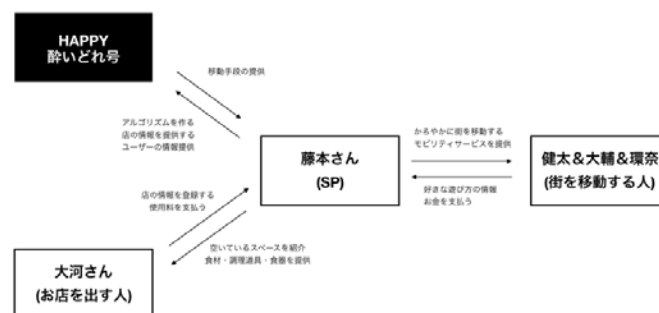 HAPPY
酔いどれ号
移動手段の提供
アルゴリズムを作る
店の情報を提供する
ユーザーの情報提供
藤本さん
(SP)
かろやかに街を移動する
モビリティサービスを提供
好きな遊び方の情報
お金を支払う
健太&大輔&環奈
(街を移動する人)
店の情報を登録する
使用料を支払う
空いているスペースを紹介
食材・調理道具・食器を提供
大河さん
(お店を出す人)